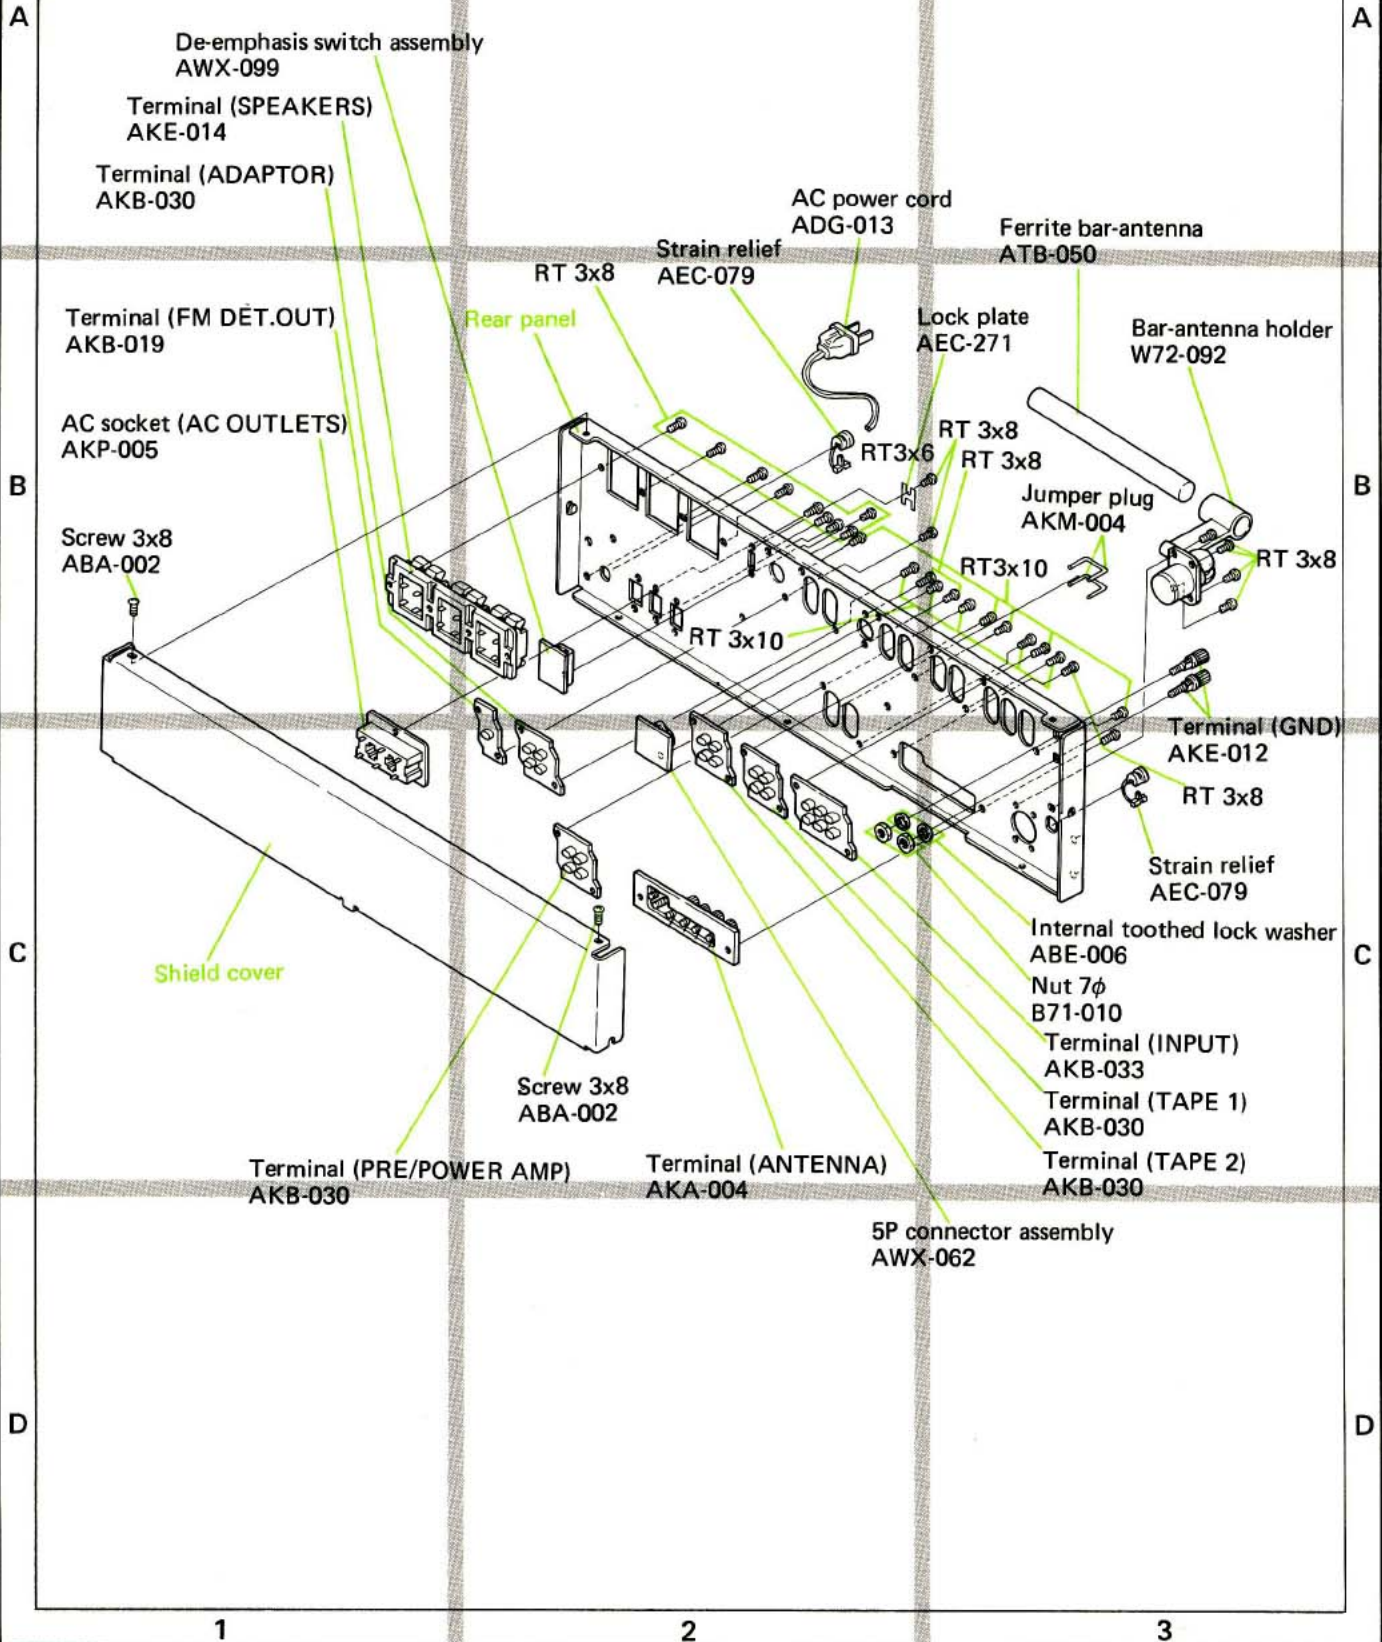 A
A
De-emphasis switch assembly
AWX-099
Terminal (SPEAKERS)
AKE-014
Terminal (ADAPTOR)
AKB-030
AC power cord
ADG-013
Ferrite bar-antenna
ATB-050
Strain relief
AEC-079
RT 3x8
Terminal (FM DET.OUT)
AKB-019
Rear panel
Lock plate
AEC-271
Bar-antenna holder
W72-092
AC socket (AC OUTLETS)
AKP-005
RT 3x8
RT3x6
RT 3x8
B
B
Jumper plug
AKM-004
Screw 3x8
ABA-002
RT3x10
RT 3x8
RT 3x10
Terminal (GND)
AKE-012
RT 3x8
Strain relief
AEC-079
Internal toothed lock washer
ABE-006
C
C
Shield cover
Nut 7ϕ
B71-010
Terminal (INPUT)
AKB-033
Screw 3x8
ABA-002
Terminal (TAPE 1)
AKB-030
Terminal (PRE/POWER AMP)
AKB-030
Terminal (ANTENNA)
AKA-004
Terminal (TAPE 2)
AKB-030
5P connector assembly
AWX-062
D
D
1
2
3